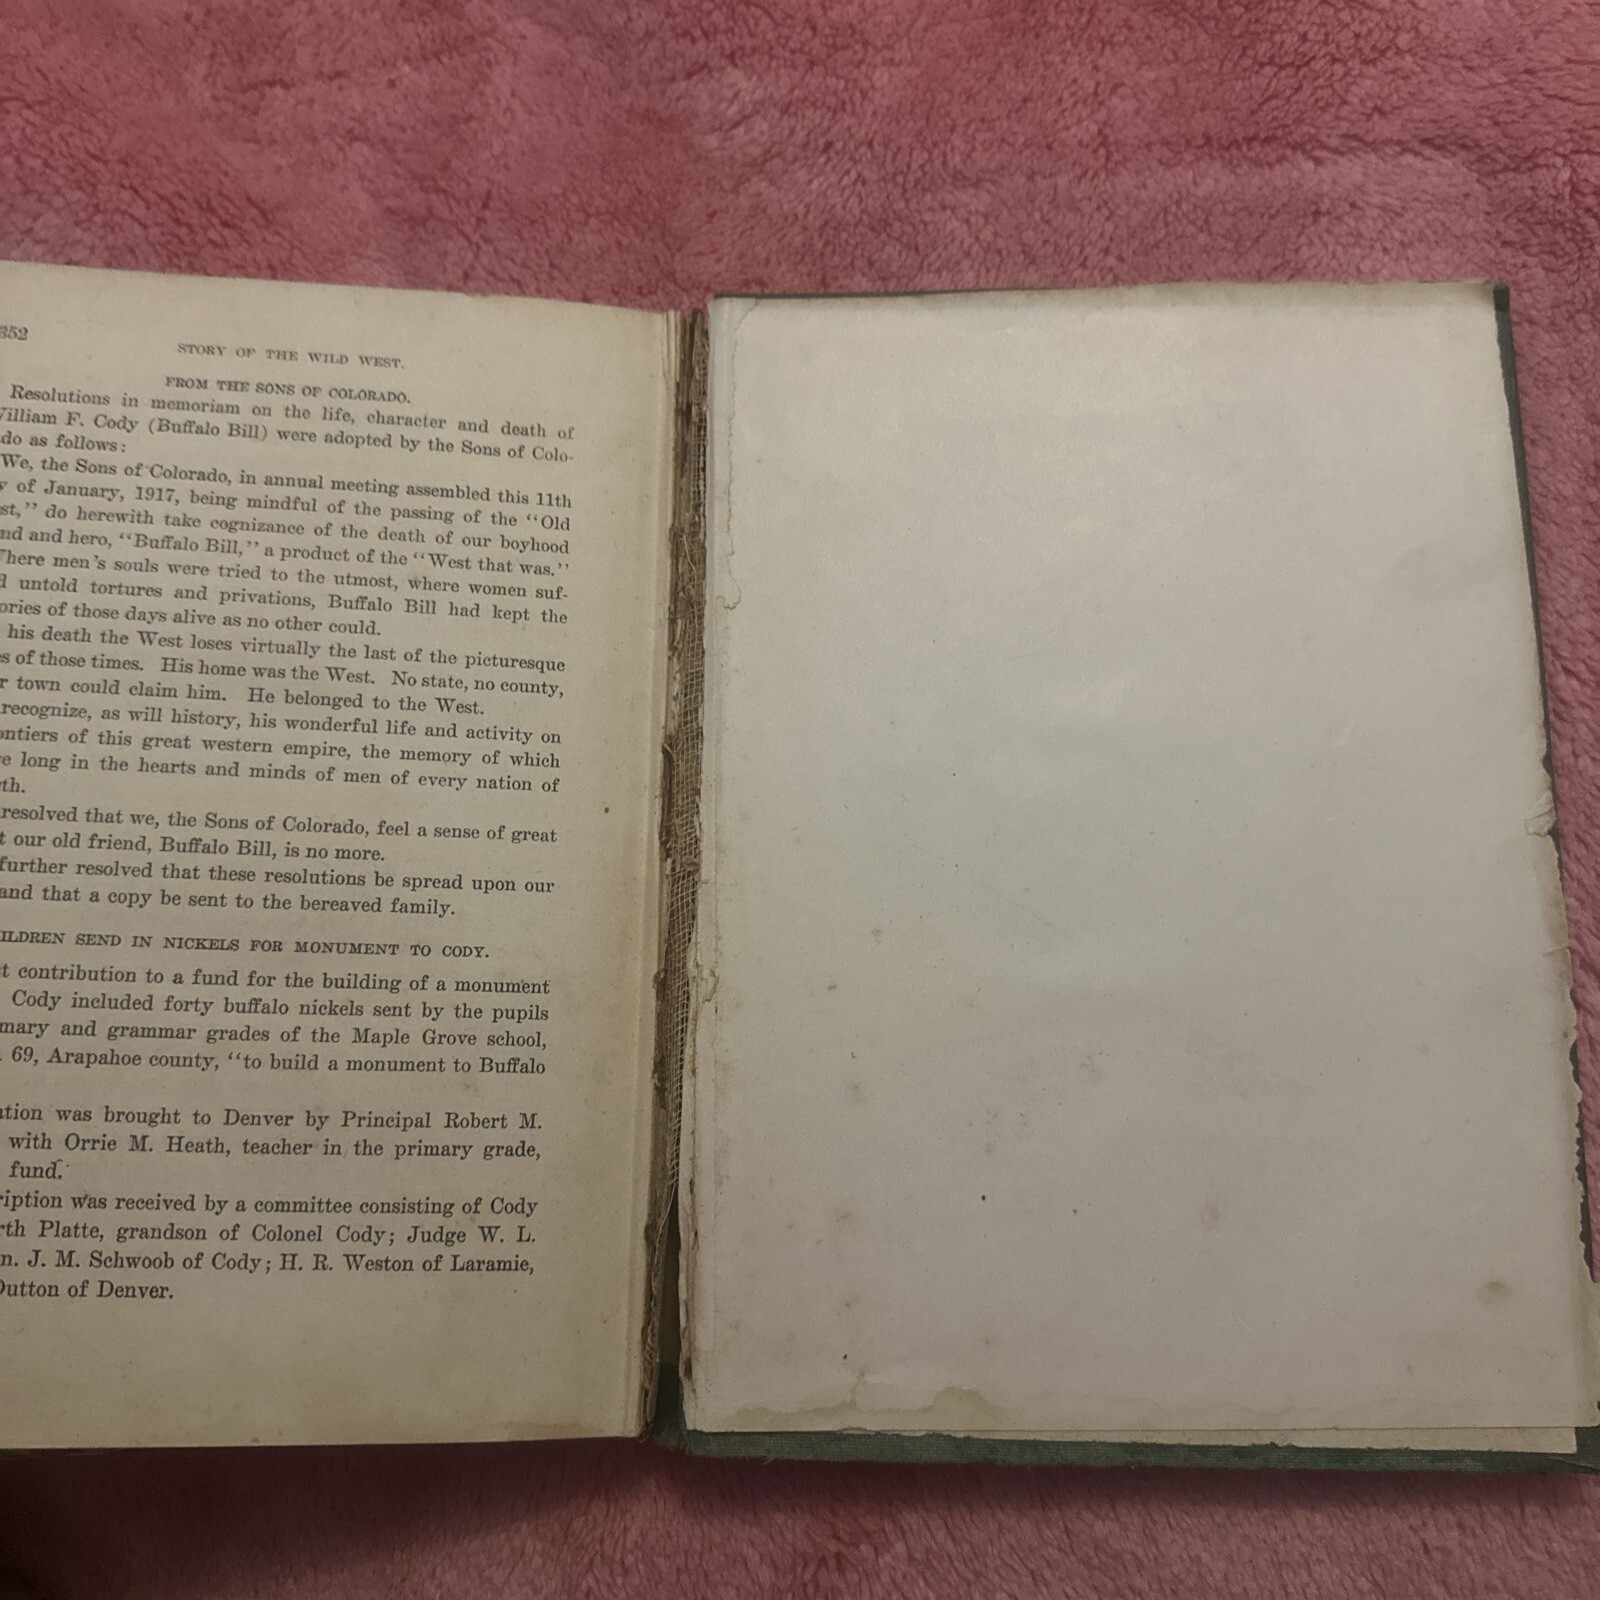 352
STORY OF THE WILD WEST.
FROM THE SONS OF COLORADO.
Resolutions in memoriam on the life, character and death of
William F. Cody (Buffalo Bill) were adopted by the Sons of Colo-
do as follows:
We, the Sons of Colorado, in annual meeting assembled this 11th
y of January, 1917, being mindful of the passing of the "Old
st," do herewith take cognizance of the death of our boyhood
nd and hero, "Buffalo Bill," a product of the "West that was."
Where men's souls were tried to the utmost, where women suf-
d untold tortures and privations, Buffalo Bill had kept the
ories of those days alive as no other could.
his death the West loses virtually the last of the picturesque
s of those times. His home was the West. No state, no county,
r town could claim him. He belonged to the West.
recognize, as will history, his wonderful life and activity on
ontiers of this great western empire, the memory of which
e long in the hearts and minds of men of every nation of
th.
resolved that we, the Sons of Colorado, feel a sense of great
t our old friend, Buffalo Bill, is no more.
further resolved that these resolutions be spread upon our
and that a copy be sent to the bereaved family.
ILDREN SEND IN NICKELS FOR MONUMENT TO CODY.
t contribution to a fund for the building of a monument
Cody included forty buffalo nickels sent by the pupils
mary and grammar grades of the Maple Grove school,
69, Arapahoe county, "to build a monument to Buffalo
ation was brought to Denver by Principal Robert M.
with Orrie M. Heath, teacher in the primary grade,
fund.
ription was received by a committee consisting of Cody
rth Platte, grandson of Colonel Cody; Judge W. L.
n. J. M. Schwoob of Cody; H. R. Weston of Laramie,
Dutton of Denver.